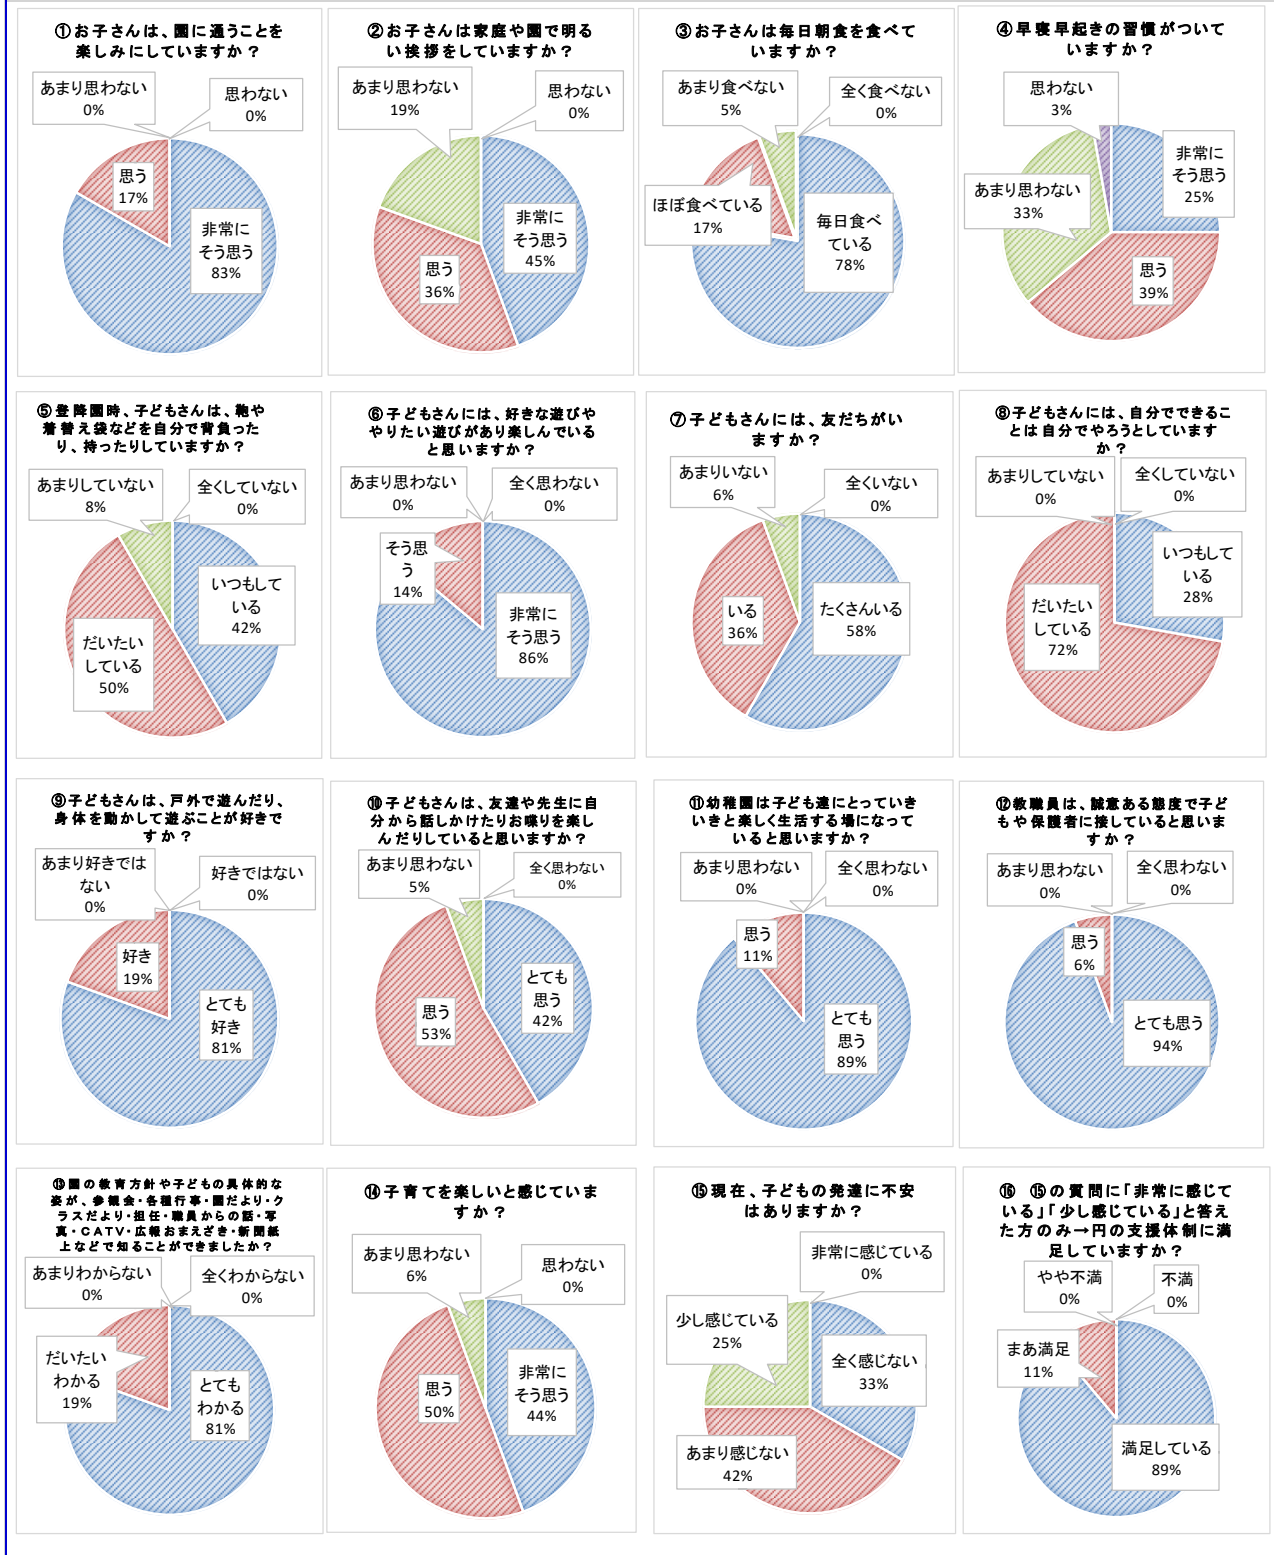 ①お子さんは、園に通うことを
楽しみにしていますか？
あまり思わない
0%
思わない
0%
思う
17%
非常に
そう思う
83%
②お子さんは家庭や園で明る
い挨拶をしていますか？
あまり思わない
19%
思わない
0%
非常に
そう思う
45%
思う
36%
③お子さんは毎日朝食を食べて
いますか？
あまり食べない
5%
全く食べない
0%
ほぼ食べている
17%
毎日食べ
ている
78%
④早寝早起きの習慣がついて
いますか？
思わない
3%
非常に
そう思う
25%
あまり思わない
33%
思う
39%
⑤登降園時、子どもさんは、鞄や
着替え袋などを自分で背負った
り、持ったりしていますか？
あまりしていない
8%
全くしていない
0%
いつもして
いる
42%
だいたい
している
50%
⑥子どもさんには、好きな遊びや
やりたい遊びがあり楽しんでいる
と思いますか？
あまり思わない
0%
全く思わない
0%
そう思
う
14%
非常に
そう思う
86%
⑦子どもさんには、友だちがい
ますか？
あまりいない
6%
全くいない
0%
いる
36%
たくさんいる
58%
⑧子どもさんには、自分でできるこ
とは自分でやろうとしています
か？
あまりしていない
0%
全くしていない
0%
いつもして
いる
28%
だいたい
している
72%
⑨子どもさんは、戸外で遊んだり、
身体を動かして遊ぶことが好きで
すか？
あまり好きでは
ない
0%
好きではない
0%
好き
19%
とても
好き
81%
⑩子どもさんは、友達や先生に自
分から話しかけたりお喋りを楽し
んだりしていると思いますか？
あまり思わない
5%
全く思わない
0%
とても
思う
42%
思う
53%
⑪幼稚園は子ども達にとっていき
いきと楽しく生活する場になって
いると思いますか？
あまり思わない
0%
全く思わない
0%
思う
11%
とても
思う
89%
⑫教職員は、誠意ある態度で子ど
もや保護者に接していると思いま
すか？
あまり思わない
0%
全く思わない
0%
思う
6%
とても思う
94%
⑬園の教育方針や子どもの具体的な
姿が、参観会・各種行事・園だより・ク
ラスだより・担任・職員からの話・写
真・CATV・広報おまえざき・新聞紙
上などで知ることができましたか？
あまりわからない
0%
全くわからない
0%
だいたい
わかる
19%
とても
わかる
81%
⑭子育てを楽しいと感じていま
すか？
あまり思わない
6%
思わない
0%
思う
50%
非常に
そう思う
44%
⑮現在、子どもの発達に不安
はありますか？
非常に感じている
0%
少し感じている
25%
全く感じない
33%
あまり感じない
42%
⑯ ⑮の質問に「非常に感じて
いる」「少し感じている」と答え
た方のみ→円の支援体制に満
足していますか？
やや不満
0%
不満
0%
まあ満足
11%
満足している
89%